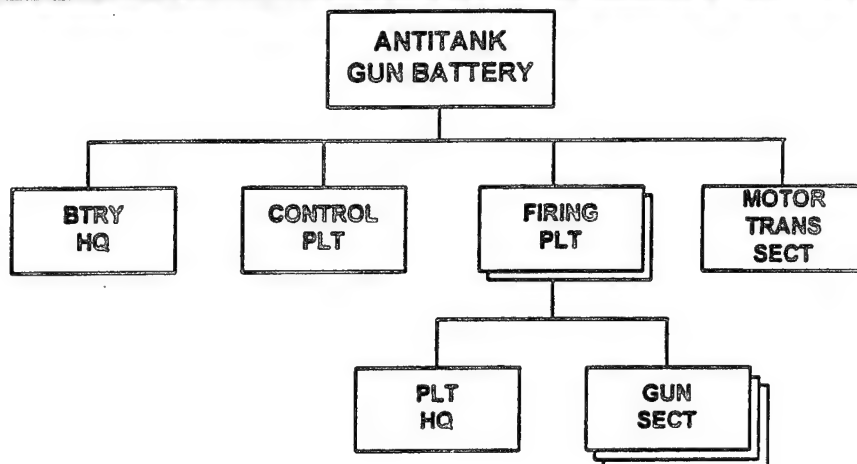 ANTITANK
GUN BATTERY
BTRY
HQ
CONTROL
PLT
FIRING
PLT
MOTOR
TRANS
SECT
PLT
HQ
GUN
SECT